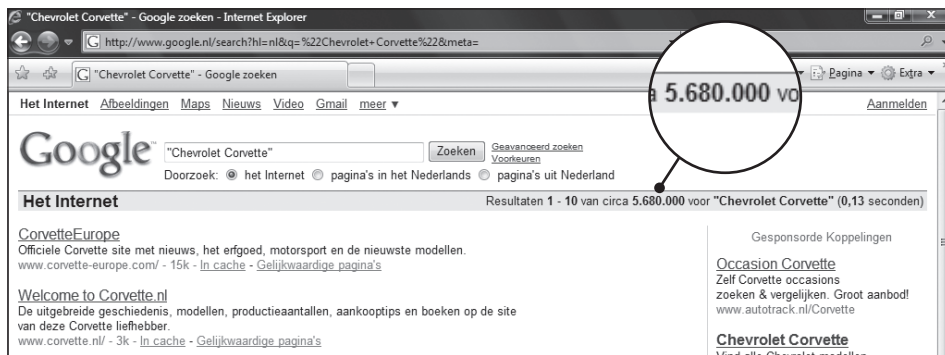 "Chevrolet Corvette" - Google zoeken - Internet Explorer
http://www.google.nl/search?hl=nl&q=%22Chevrolet+Corvette%22&meta=
"Chevrolet Corvette" - Google zoeken
Pagina Extra
5.680.000 vo
Het Internet Afbeeldingen Maps Nieuws Video Gmail meer ▼ Aanmelden
Google
"Chevrolet Corvette" Zoeken Geavanceerd zoeken
Voorkeuren
Doorzoek: het Internet pagina's in het Nederlands pagina's uit Nederland
Het Internet Resultaten 1 - 10 van circa 5.680.000 voor "Chevrolet Corvette" (0,13 seconden)
CorvetteEurope
Officiele Corvette site met nieuws, het erfgoed, motorsport en de nieuwste modellen.
www.corvette-europe.com/ - 15k - In cache - Gelijkwaardige pagina's
Welcome to Corvette.nl
De uitgebreide geschiedenis, modellen, productieaantallen, aankooptips en boeken op de site
van deze Corvette liefhebber.
www.corvette.nl/ - 3k - In cache - Gelijkwaardige pagina's
Gesponsorde Koppelingen
Occasion Corvette
Zelf Corvette occasions
zoeken & vergelijken. Groot aanbod!
www.autotrack.nl/Corvette
Chevrolet Corvette
Vind alle Chevrolet modellen